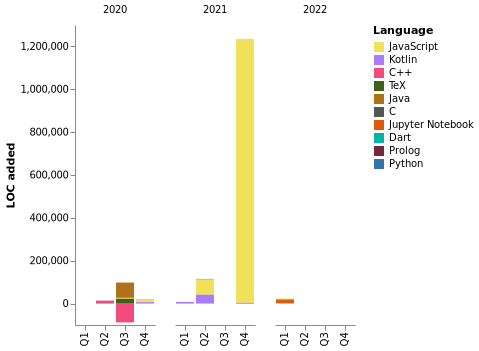 2020 2021 2022
Language
JavaScript
Kotlin
C++
TeX
Java
C
Jupyter Notebook
Dart
Prolog
Python
LOC added
1,200,000
1,000,000
800,000
600,000
400,000
200,000
0
Q1 Q2 Q3 Q4 Q1 Q2 Q3 Q4 Q1 Q2 Q3 Q4